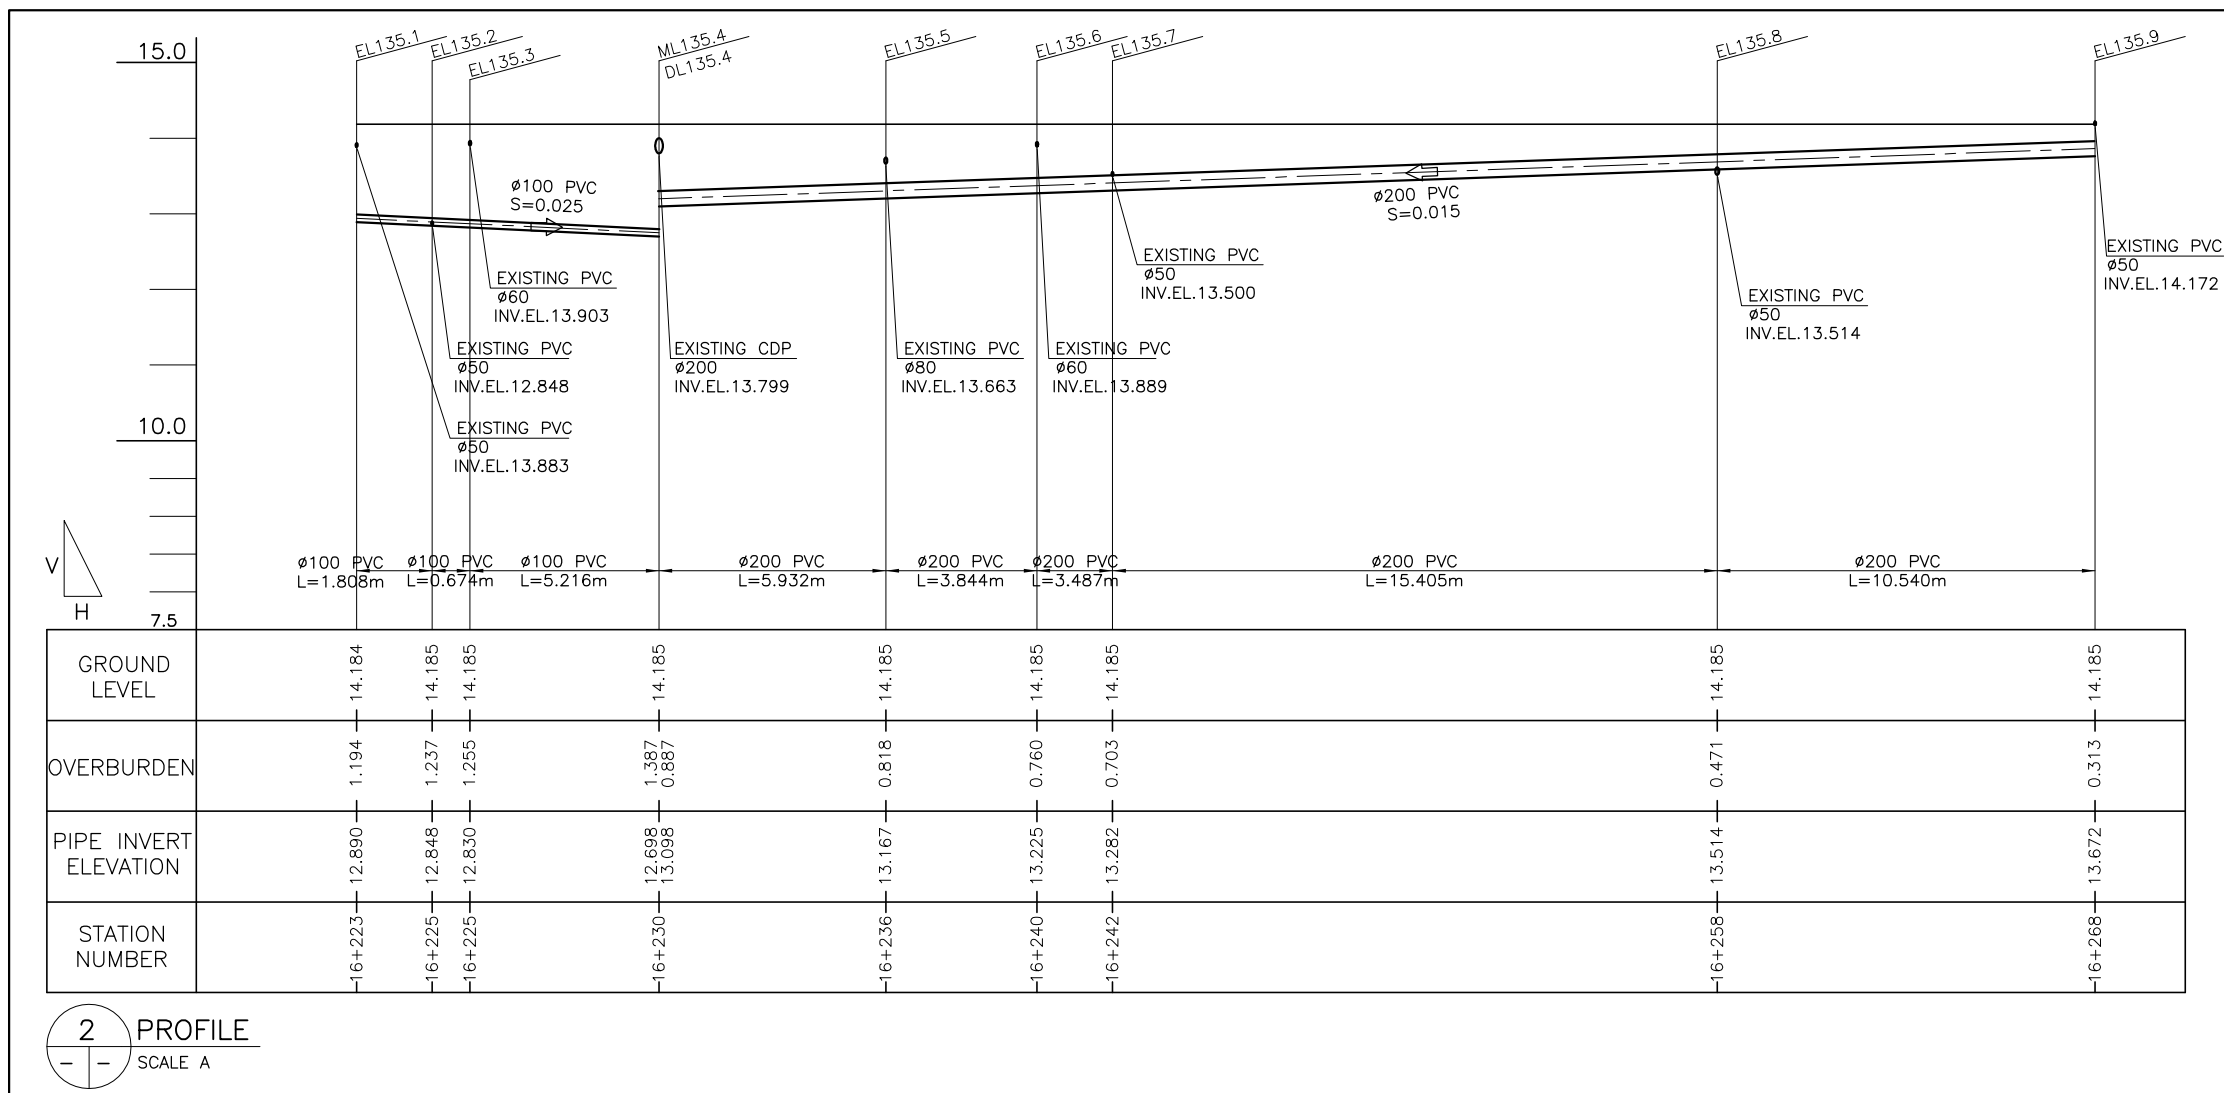 EL135.1
EL135.2
EL135.3
ML135.4
DL135.4
EL135.5
EL135.6
EL135.7
EL135.8
EL135.9
15.0
10.0
7.5
V
H
ø100 PVC
S=0.025
ø200 PVC
S=0.015
EXISTING PVC
ø50
INV.EL.13.883
EXISTING PVC
ø50
INV.EL.12.848
EXISTING PVC
ø60
INV.EL.13.903
EXISTING CDP
ø200
INV.EL.13.799
EXISTING PVC
ø80
INV.EL.13.663
EXISTING PVC
ø60
INV.EL.13.889
EXISTING PVC
ø50
INV.EL.13.500
EXISTING PVC
ø50
INV.EL.13.514
EXISTING PVC
ø50
INV.EL.14.172
ø100 PVC
L=1.808m
ø100 PVC
L=0.674m
ø100 PVC
L=5.216m
ø200 PVC
L=5.932m
ø200 PVC
L=3.844m
ø200 PVC
L=3.487m
ø200 PVC
L=15.405m
ø200 PVC
L=10.540m
GROUND
LEVEL
14.184
14.185
14.185
14.185
14.185
14.185
14.185
14.185
14.185
OVERBURDEN
1.194
1.237
1.255
1.387
0.887
0.818
0.760
0.703
0.471
0.313
PIPE INVERT
ELEVATION
12.890
12.848
12.830
12.698
13.098
13.167
13.225
13.282
13.514
13.672
STATION
NUMBER
16+223
16+225
16+225
16+230
16+236
16+240
16+242
16+258
16+268
2
- -
PROFILE
SCALE A